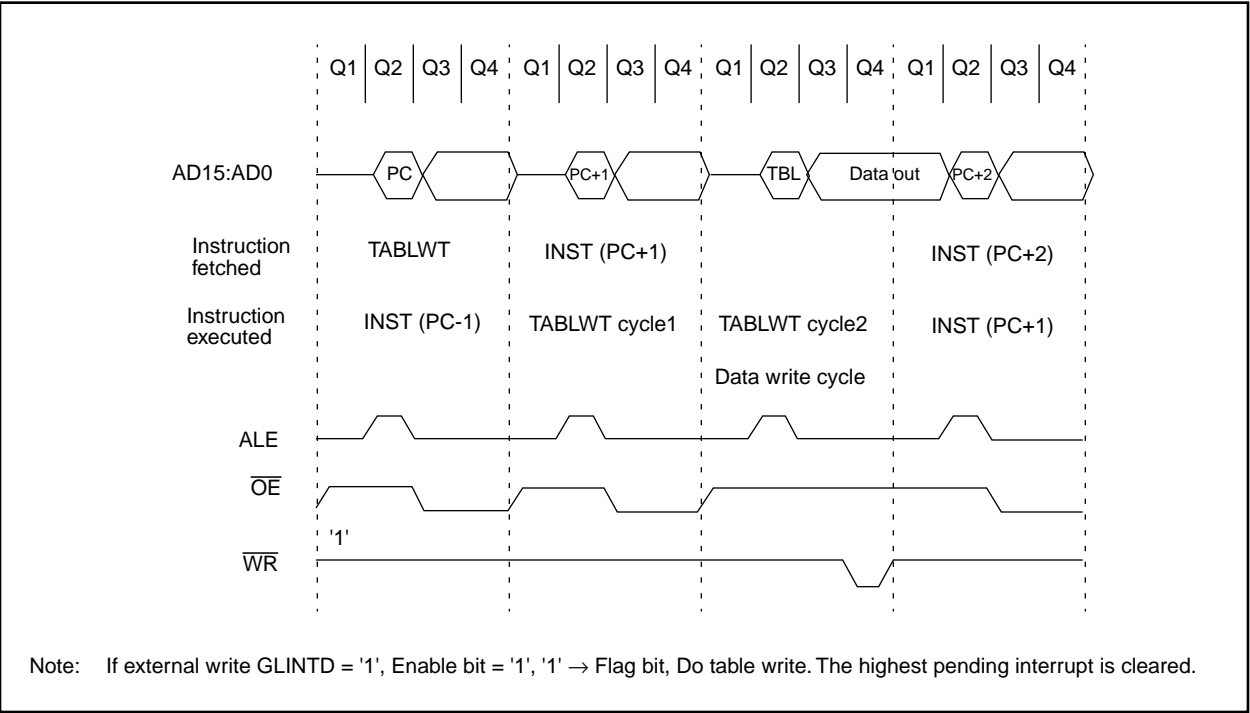 Q1 Q2 Q3 Q4 Q1 Q2 Q3 Q4 Q1 Q2 Q3 Q4 Q1 Q2 Q3 Q4
AD15:AD0 PC PC+1 TBL Data out PC+2
Instruction
fetched
TABLWT INST (PC+1) INST (PC+2)
Instruction
executed
INST (PC-1) TABLWT cycle1 TABLWT cycle2 INST (PC+1)
Data write cycle
ALE
OE
'1'
WR
Note: If external write GLINTD = '1', Enable bit = '1', '1' → Flag bit, Do table write. The highest pending interrupt is cleared.